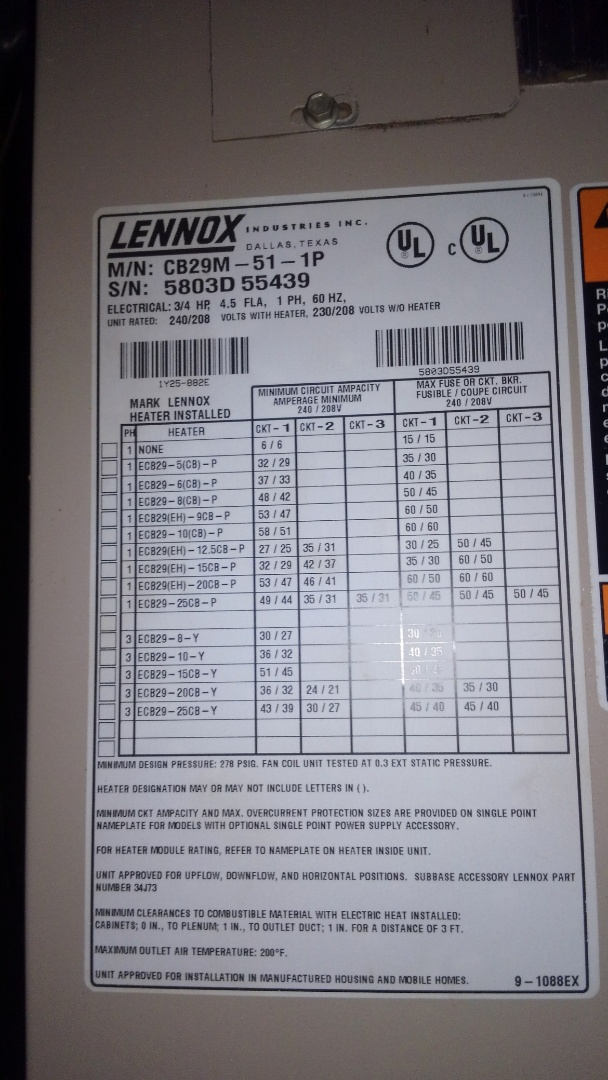 LENNOX INDUSTRIES INC.
DALLAS, TEXAS
UL
C UL
M/N: CB29M-51-1P
S/N: 5803D 55439
ELECTRICAL: 3/4 HP, 4.5 FLA, 1 PH, 60 HZ,
UNIT RATED: 240/208 VOLTS WITH HEATER, 230/208 VOLTS W/O HEATER
1Y25-882E
5803D55439
MARK LENNOX HEATER INSTALLED
MINIMUM CIRCUIT AMPACITY
AMPERAGE MINIMUM
240 / 208V
MAX FUSE OR CKT. BKR.
FUSIBLE / COUPE CIRCUIT
240 / 208V
PH HEATER CKT-1 CKT-2 CKT-3 CKT-1 CKT-2 CKT-3
1 NONE 6 / 6 15 / 15
1 ECB29-5(CB)-P 32 / 29 35 / 30
1 ECB29-6(CB)-P 37 / 33 40 / 35
1 ECB29-8(CB)-P 48 / 42 50 / 45
1 ECB29(EH)-9CB-P 53 / 47 60 / 50
1 ECB29-10(CB)-P 58 / 51 60 / 60
1 ECB29(EH)-12.5CB-P 27 / 25 35 / 31 30 / 25 50 / 45
1 ECB29(EH)-15CB-P 32 / 29 42 / 37 35 / 30 60 / 50
1 ECB29(EH)-20CB-P 53 / 47 46 / 41 60 / 50 60 / 60
1 ECB29-25CB-P 49 / 44 35 / 31 35 / 31 50 / 45 50 / 45 50 / 45
3 ECB29-8-Y 30 / 27 30 /
3 ECB29-10-Y 36 / 32 40 / 35
3 ECB29-15CB-Y 51 / 45
3 ECB29-20CB-Y 36 / 32 24 / 21 40 / 35 35 / 30
3 ECB29-25CB-Y 43 / 39 30 / 27 45 / 40 45 / 40
MINIMUM DESIGN PRESSURE: 278 PSIG. FAN COIL UNIT TESTED AT 0.3 EXT STATIC PRESSURE.
HEATER DESIGNATION MAY OR MAY NOT INCLUDE LETTERS IN ( ).
MINIMUM CKT AMPACITY AND MAX. OVERCURRENT PROTECTION SIZES ARE PROVIDED ON SINGLE POINT
NAMEPLATE FOR MODELS WITH OPTIONAL SINGLE POINT POWER SUPPLY ACCESSORY.
FOR HEATER MODULE RATING, REFER TO NAMEPLATE ON HEATER INSIDE UNIT.
UNIT APPROVED FOR UPFLOW, DOWNFLOW, AND HORIZONTAL POSITIONS. SUBBASE ACCESSORY LENNOX PART
NUMBER 34J73
MINIMUM CLEARANCES TO COMBUSTIBLE MATERIAL WITH ELECTRIC HEAT INSTALLED:
CABINETS; 0 IN., TO PLENUM; 1 IN., TO OUTLET DUCT; 1 IN. FOR A DISTANCE OF 3 FT.
MAXIMUM OUTLET AIR TEMPERATURE: 200°F.
UNIT APPROVED FOR INSTALLATION IN MANUFACTURED HOUSING AND MOBILE HOMES. 9-1088EX